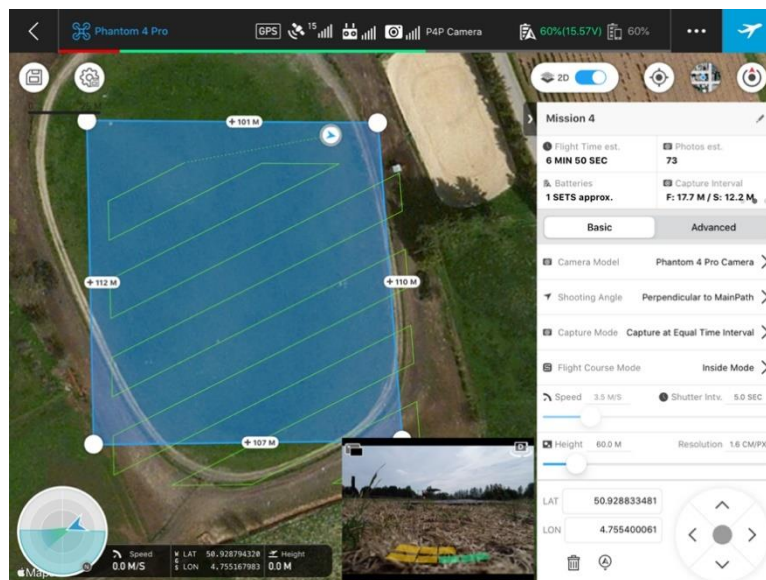 Phantom 4 Pro
GPS
15
P4P Camera
60%(15.57V)
60%
2D
Mission 4
Flight Time est.
6 MIN 50 SEC
Photos est.
73
Batteries
1 SETS approx.
Capture Interval
F: 17.7 M / S: 12.2 M
Basic
Advanced
Camera Model
Phantom 4 Pro Camera
Shooting Angle
Perpendicular to MainPath
Capture Mode
Capture at Equal Time Interval
Flight Course Mode
Inside Mode
Speed 3.5 M/S
Shutter Intv. 5.0 SEC
Height 60.0 M
Resolution 1.6 CM/PX
LAT 50.928833481
LON 4.755400061
+ 101 M
+ 112 M
+ 110 M
+ 107 M
Speed
0.0 M/S
W
G
S
LAT 50.928794320
LON 4.755167983
Height
0.0 M
Maps